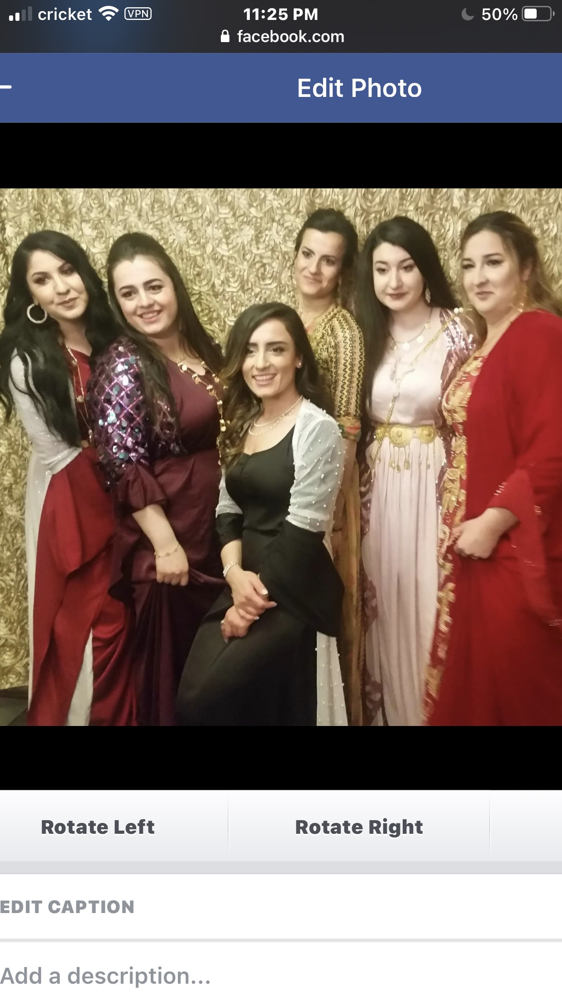 cricket VPN 11:25 PM 50%
facebook.com
Edit Photo
Rotate Left Rotate Right
EDIT CAPTION
Add a description...